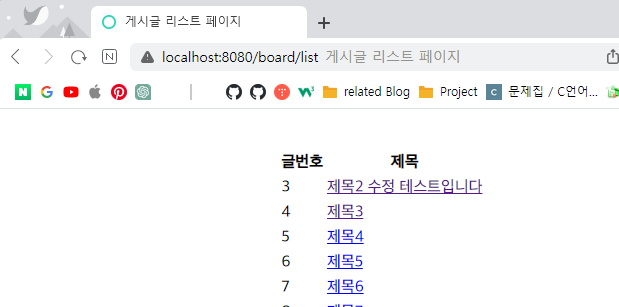 게시글 리스트 페이지
localhost:8080/board/list 게시글 리스트 페이지
related Blog Project C 문제집 / C언어...
글번호 제목
3 제목2 수정 테스트입니다
4 제목3
5 제목4
6 제목5
7 제목6